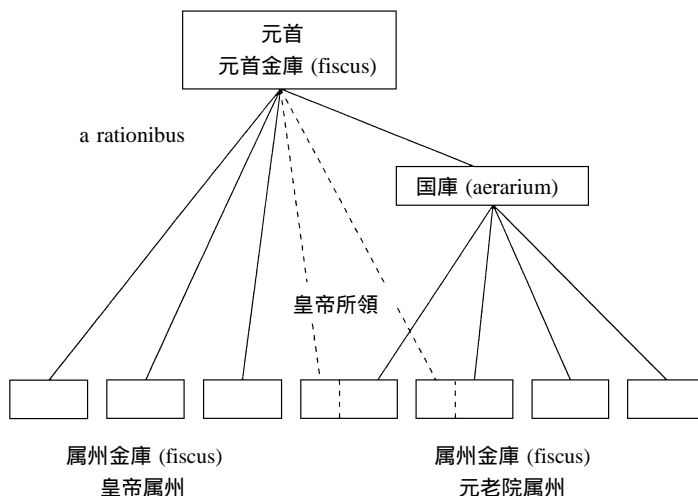 元首
元首金庫 (fiscus)
a rationibus
国庫 (aerarium)
皇帝所領
属州金庫 (fiscus)
皇帝属州
属州金庫 (fiscus)
元老院属州